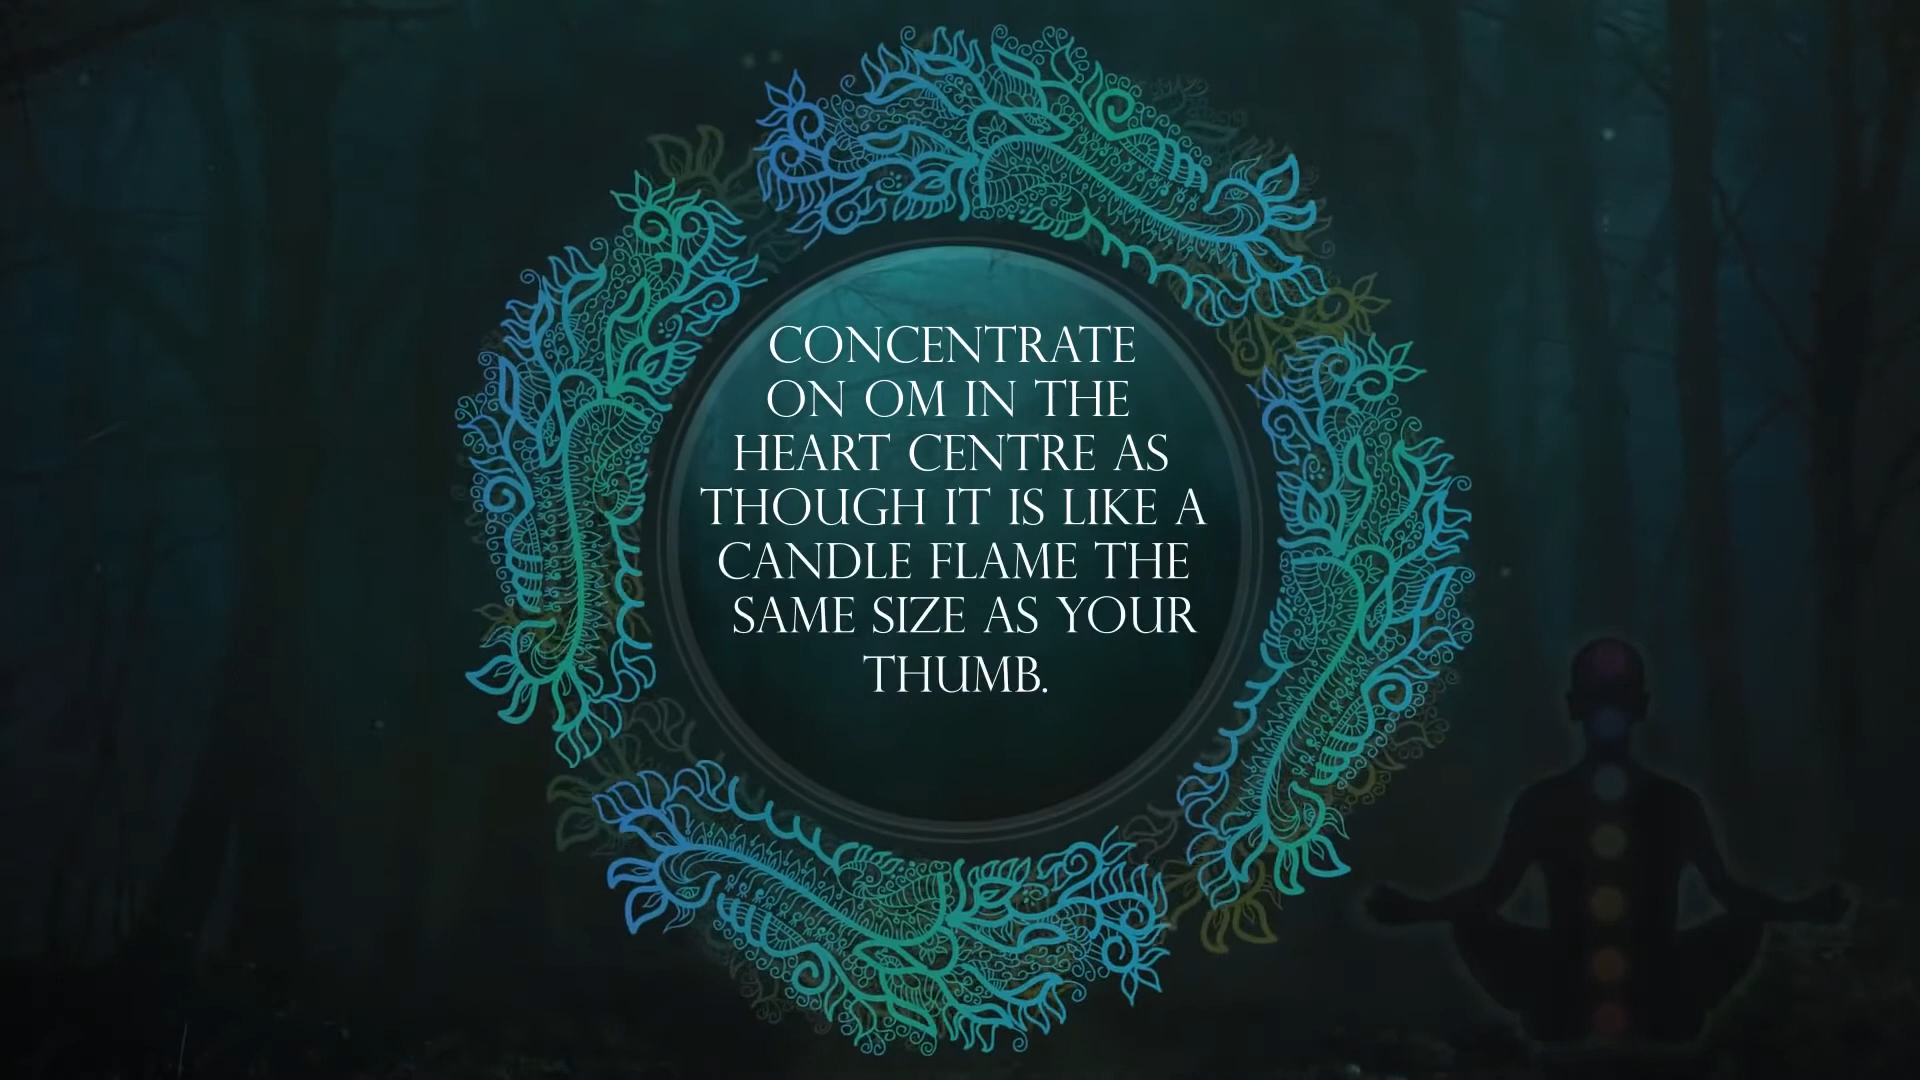 CONCENTRATE
ON OM IN THE
HEART CENTRE AS
THOUGH IT IS LIKE A
CANDLE FLAME THE
SAME SIZE AS YOUR
THUMB.